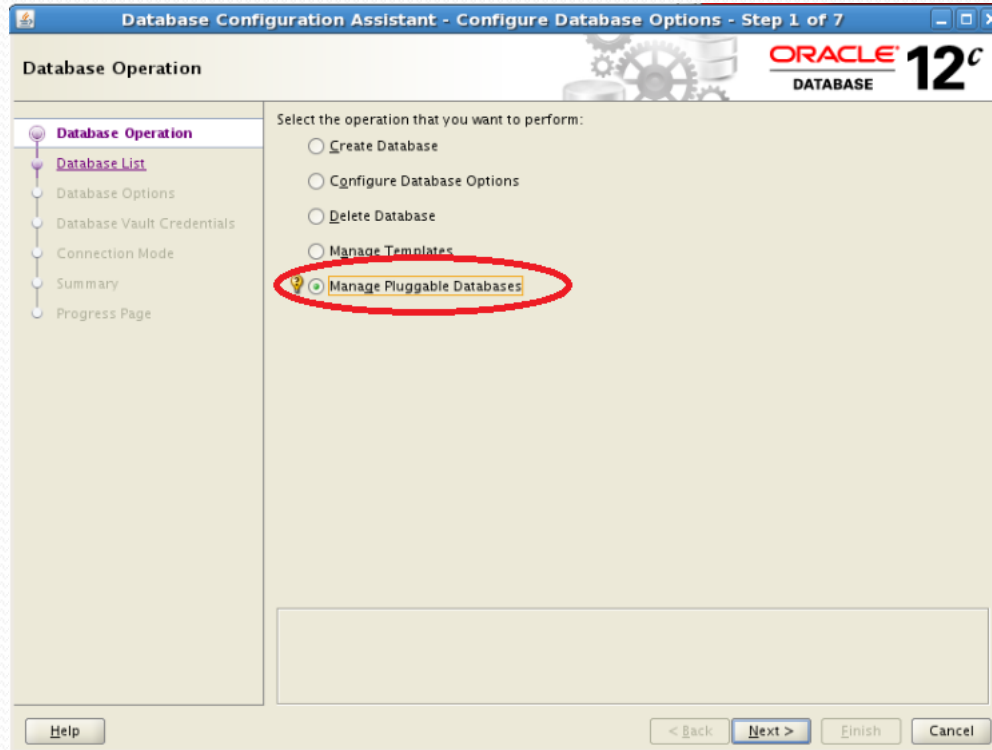 Database Configuration Assistant - Configure Database Options - Step 1 of 7
Database Operation
ORACLE
DATABASE
12c
Database Operation
Database List
Database Options
Database Vault Credentials
Connection Mode
Summary
Progress Page
Select the operation that you want to perform:
Create Database
Configure Database Options
Delete Database
Manage Templates
Manage Pluggable Databases
Help
< Back
Next >
Finish
Cancel